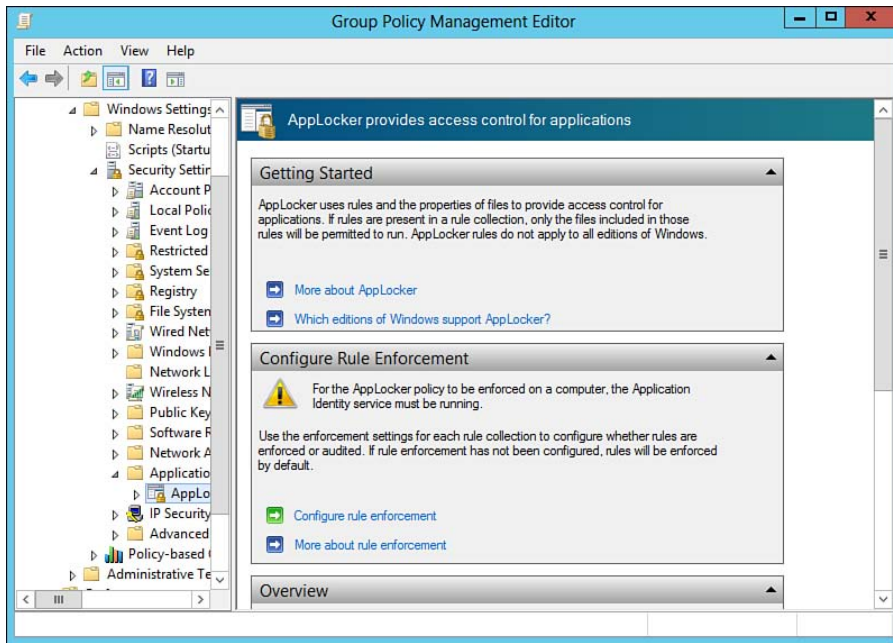 Group Policy Management Editor
File Action View Help
Windows Settings
Name Resolut
Scripts (Startu
Security Settir
Account P
Local Polic
Event Log
Restricted
System Se
Registry
File System
Wired Net
Windows
Network L
Wireless N
Public Key
Software R
Network A
Applicatio
AppLo
IP Security
Advanced
Policy-based
Administrative Te
AppLocker provides access control for applications
Getting Started
AppLocker uses rules and the properties of files to provide access control for
applications. If rules are present in a rule collection, only the files included in those
rules will be permitted to run. AppLocker rules do not apply to all editions of Windows.
More about AppLocker
Which editions of Windows support AppLocker?
Configure Rule Enforcement
For the AppLocker policy to be enforced on a computer, the Application
Identity service must be running.
Use the enforcement settings for each rule collection to configure whether rules are
enforced or audited. If rule enforcement has not been configured, rules will be enforced
by default.
Configure rule enforcement
More about rule enforcement
Overview